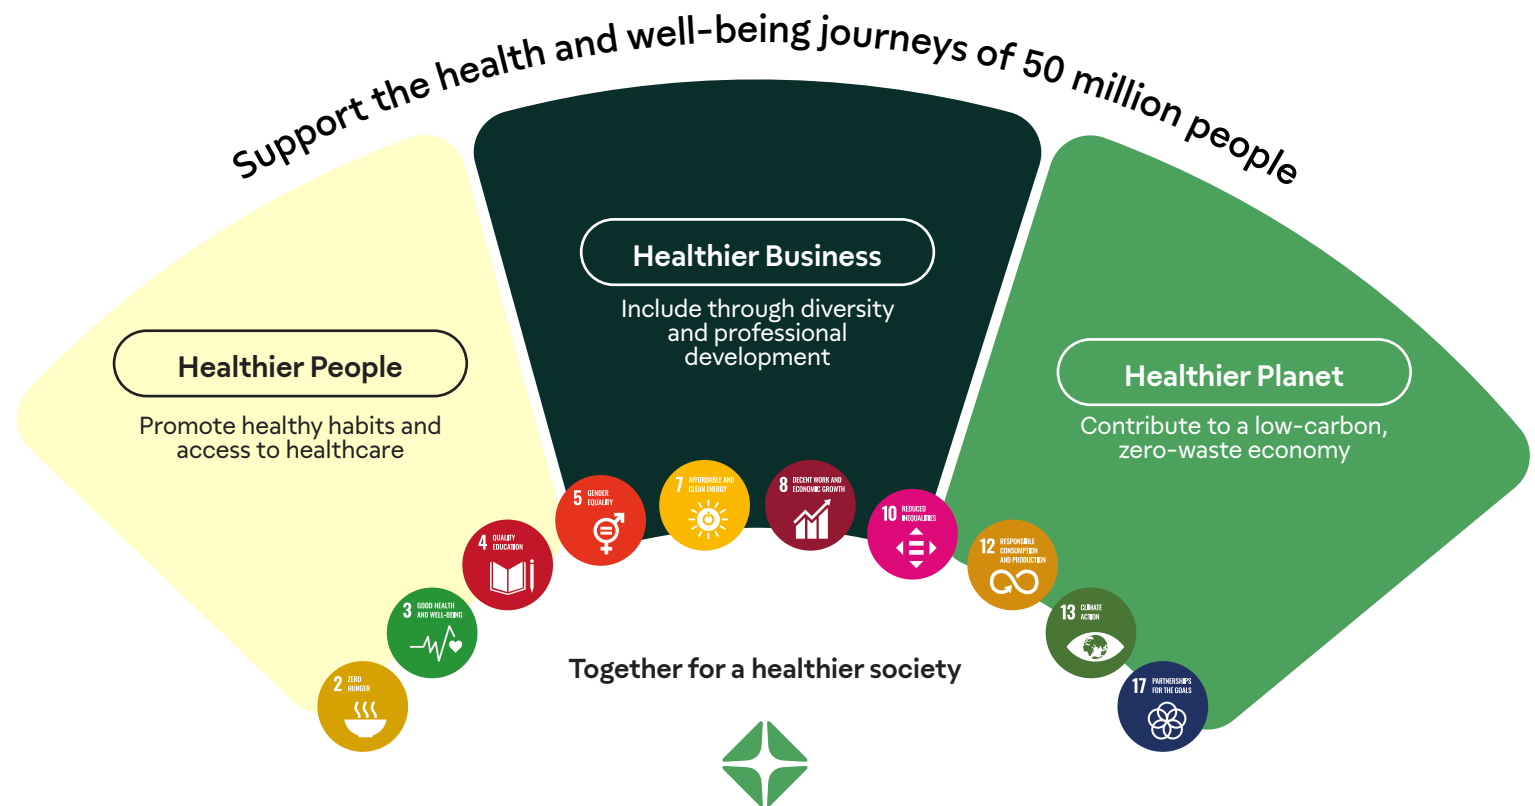 Support the health and well-being journeys of 50 million people
Healthier Business
Include through diversity
and professional
development
Healthier People
Promote healthy habits and
access to healthcare
Healthier Planet
Contribute to a low-carbon,
zero-waste economy
2 ZERO
HUNGER
3 GOOD HEALTH
AND WELL-BEING
4 QUALITY
EDUCATION
5 GENDER
EQUALITY
7 AFFORDABLE AND
CLEAN ENERGY
8 DECENT WORK AND
ECONOMIC GROWTH
10 REDUCED
INEQUALITIES
12 RESPONSIBLE
CONSUMPTION
AND PRODUCTION
13 CLIMATE
ACTION
17 PARTNERSHIPS
FOR THE GOALS
Together for a healthier society